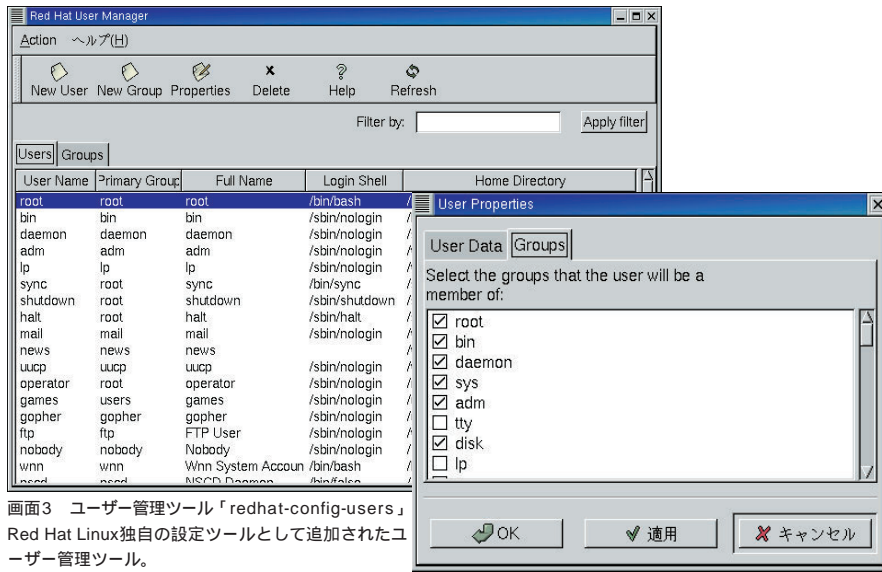 Red Hat User Manager
Action ヘルプ(H)
New User New Group Properties Delete Help Refresh
Filter by: Apply filter
Users Groups
User Name Primary Group Full Name Login Shell Home Directory
root root root /bin/bash /
bin bin bin /sbin/nologin /
daemon daemon daemon /sbin/nologin /
adm adm adm /sbin/nologin /
lp lp lp /sbin/nologin /
sync root sync /bin/sync /
shutdown root shutdown /sbin/shutdown /
halt root halt /sbin/halt /
mail mail mail /sbin/nologin /
news news news /
uucp uucp uucp /sbin/nologin /
operator root operator /sbin/nologin /
games users games /sbin/nologin /
gopher gopher gopher /sbin/nologin /
ftp ftp FTP User /sbin/nologin /
nobody nobody Nobody /sbin/nologin /
wnn wnn Wnn System Accoun /bin/bash /
nscd nscd NSCD Daemon /bin/false /
User Properties
User Data Groups
Select the groups that the user will be a
member of:
root
bin
daemon
sys
adm
tty
disk
lp
OK 適用 キャンセル
画面3 ユーザー管理ツール「redhat-config-users」
Red Hat Linux独自の設定ツールとして追加されたユ
ーザー管理ツール。